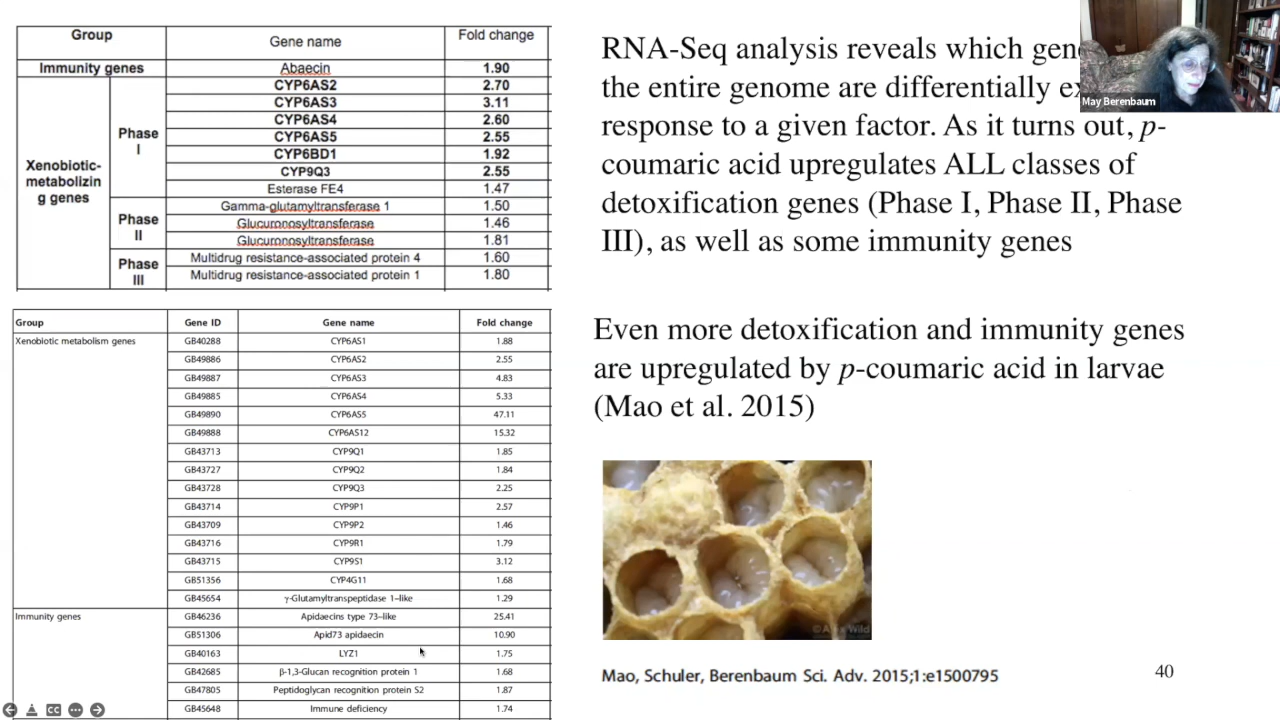 Group Gene name Fold change
Immunity genes Abaecin 1.90
Xenobiotic-metabolizin g genes
Phase I
CYP6AS2 2.70
CYP6AS3 3.11
CYP6AS4 2.60
CYP6AS5 2.55
CYP6BD1 1.92
CYP9Q3 2.55
Esterase FE4 1.47
Phase II
Gamma-glutamyltransferase 1 1.50
Glucuronosyltransferase 1.46
Glucuronosyltransferase 1.81
Phase III
Multidrug resistance-associated protein 4 1.60
Multidrug resistance-associated protein 1 1.80
Group Gene ID Gene name Fold change
Xenobiotic metabolism genes GB40288 CYP6AS1 1.88
GB49886 CYP6AS2 2.55
GB49887 CYP6AS3 4.83
GB49885 CYP6AS4 5.33
GB49890 CYP6AS5 47.11
GB49888 CYP6AS12 15.32
GB43713 CYP9Q1 1.85
GB43727 CYP9Q2 1.84
GB43728 CYP9Q3 2.25
GB43714 CYP9P1 2.57
GB43709 CYP9P2 1.46
GB43716 CYP9R1 1.79
GB43715 CYP9S1 3.12
GB51356 CYP4G11 1.68
GB45654 γ-Glutamyltranspeptidase 1–like 1.29
Immunity genes GB46236 Apidaecins type 73–like 25.41
GB51306 Apid73 apidaecin 10.90
GB40163 LYZ1 1.75
GB42685 β-1,3-Glucan recognition protein 1 1.68
GB47805 Peptidoglycan recognition protein S2 1.87
GB45648 Immune deficiency 1.74
RNA-Seq analysis reveals which
the entire genome are differentially
response to a given factor. As it turns out, p-
coumaric acid upregulates ALL classes of
detoxification genes (Phase I, Phase II, Phase
III), as well as some immunity genes
May Berenbaum
Even more detoxification and immunity genes
are upregulated by p-coumaric acid in larvae
(Mao et al. 2015)
©Alex Wild
Mao, Schuler, Berenbaum Sci. Adv. 2015;1:e1500795
40
CC